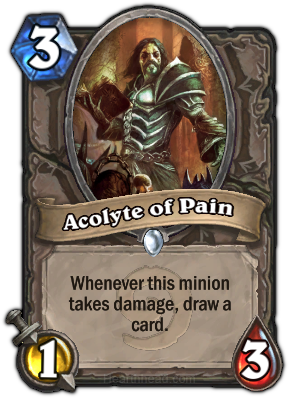 3
Acolyte of Pain
Whenever this minion
takes damage, draw a
card.
1
3